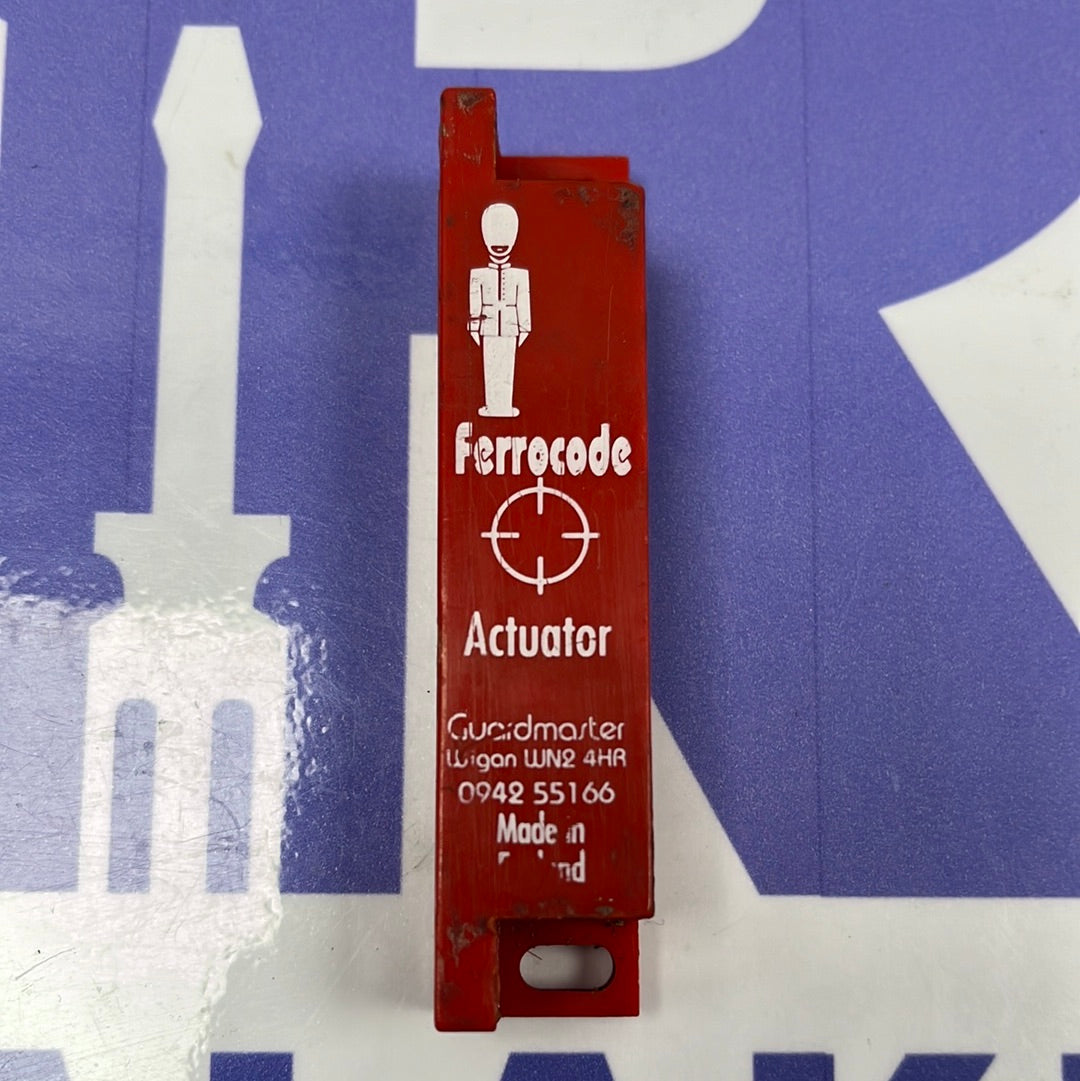 Ferrocode
Actuator
Guardmaster
Wigan WN2 4HR
0942 55166
Made in